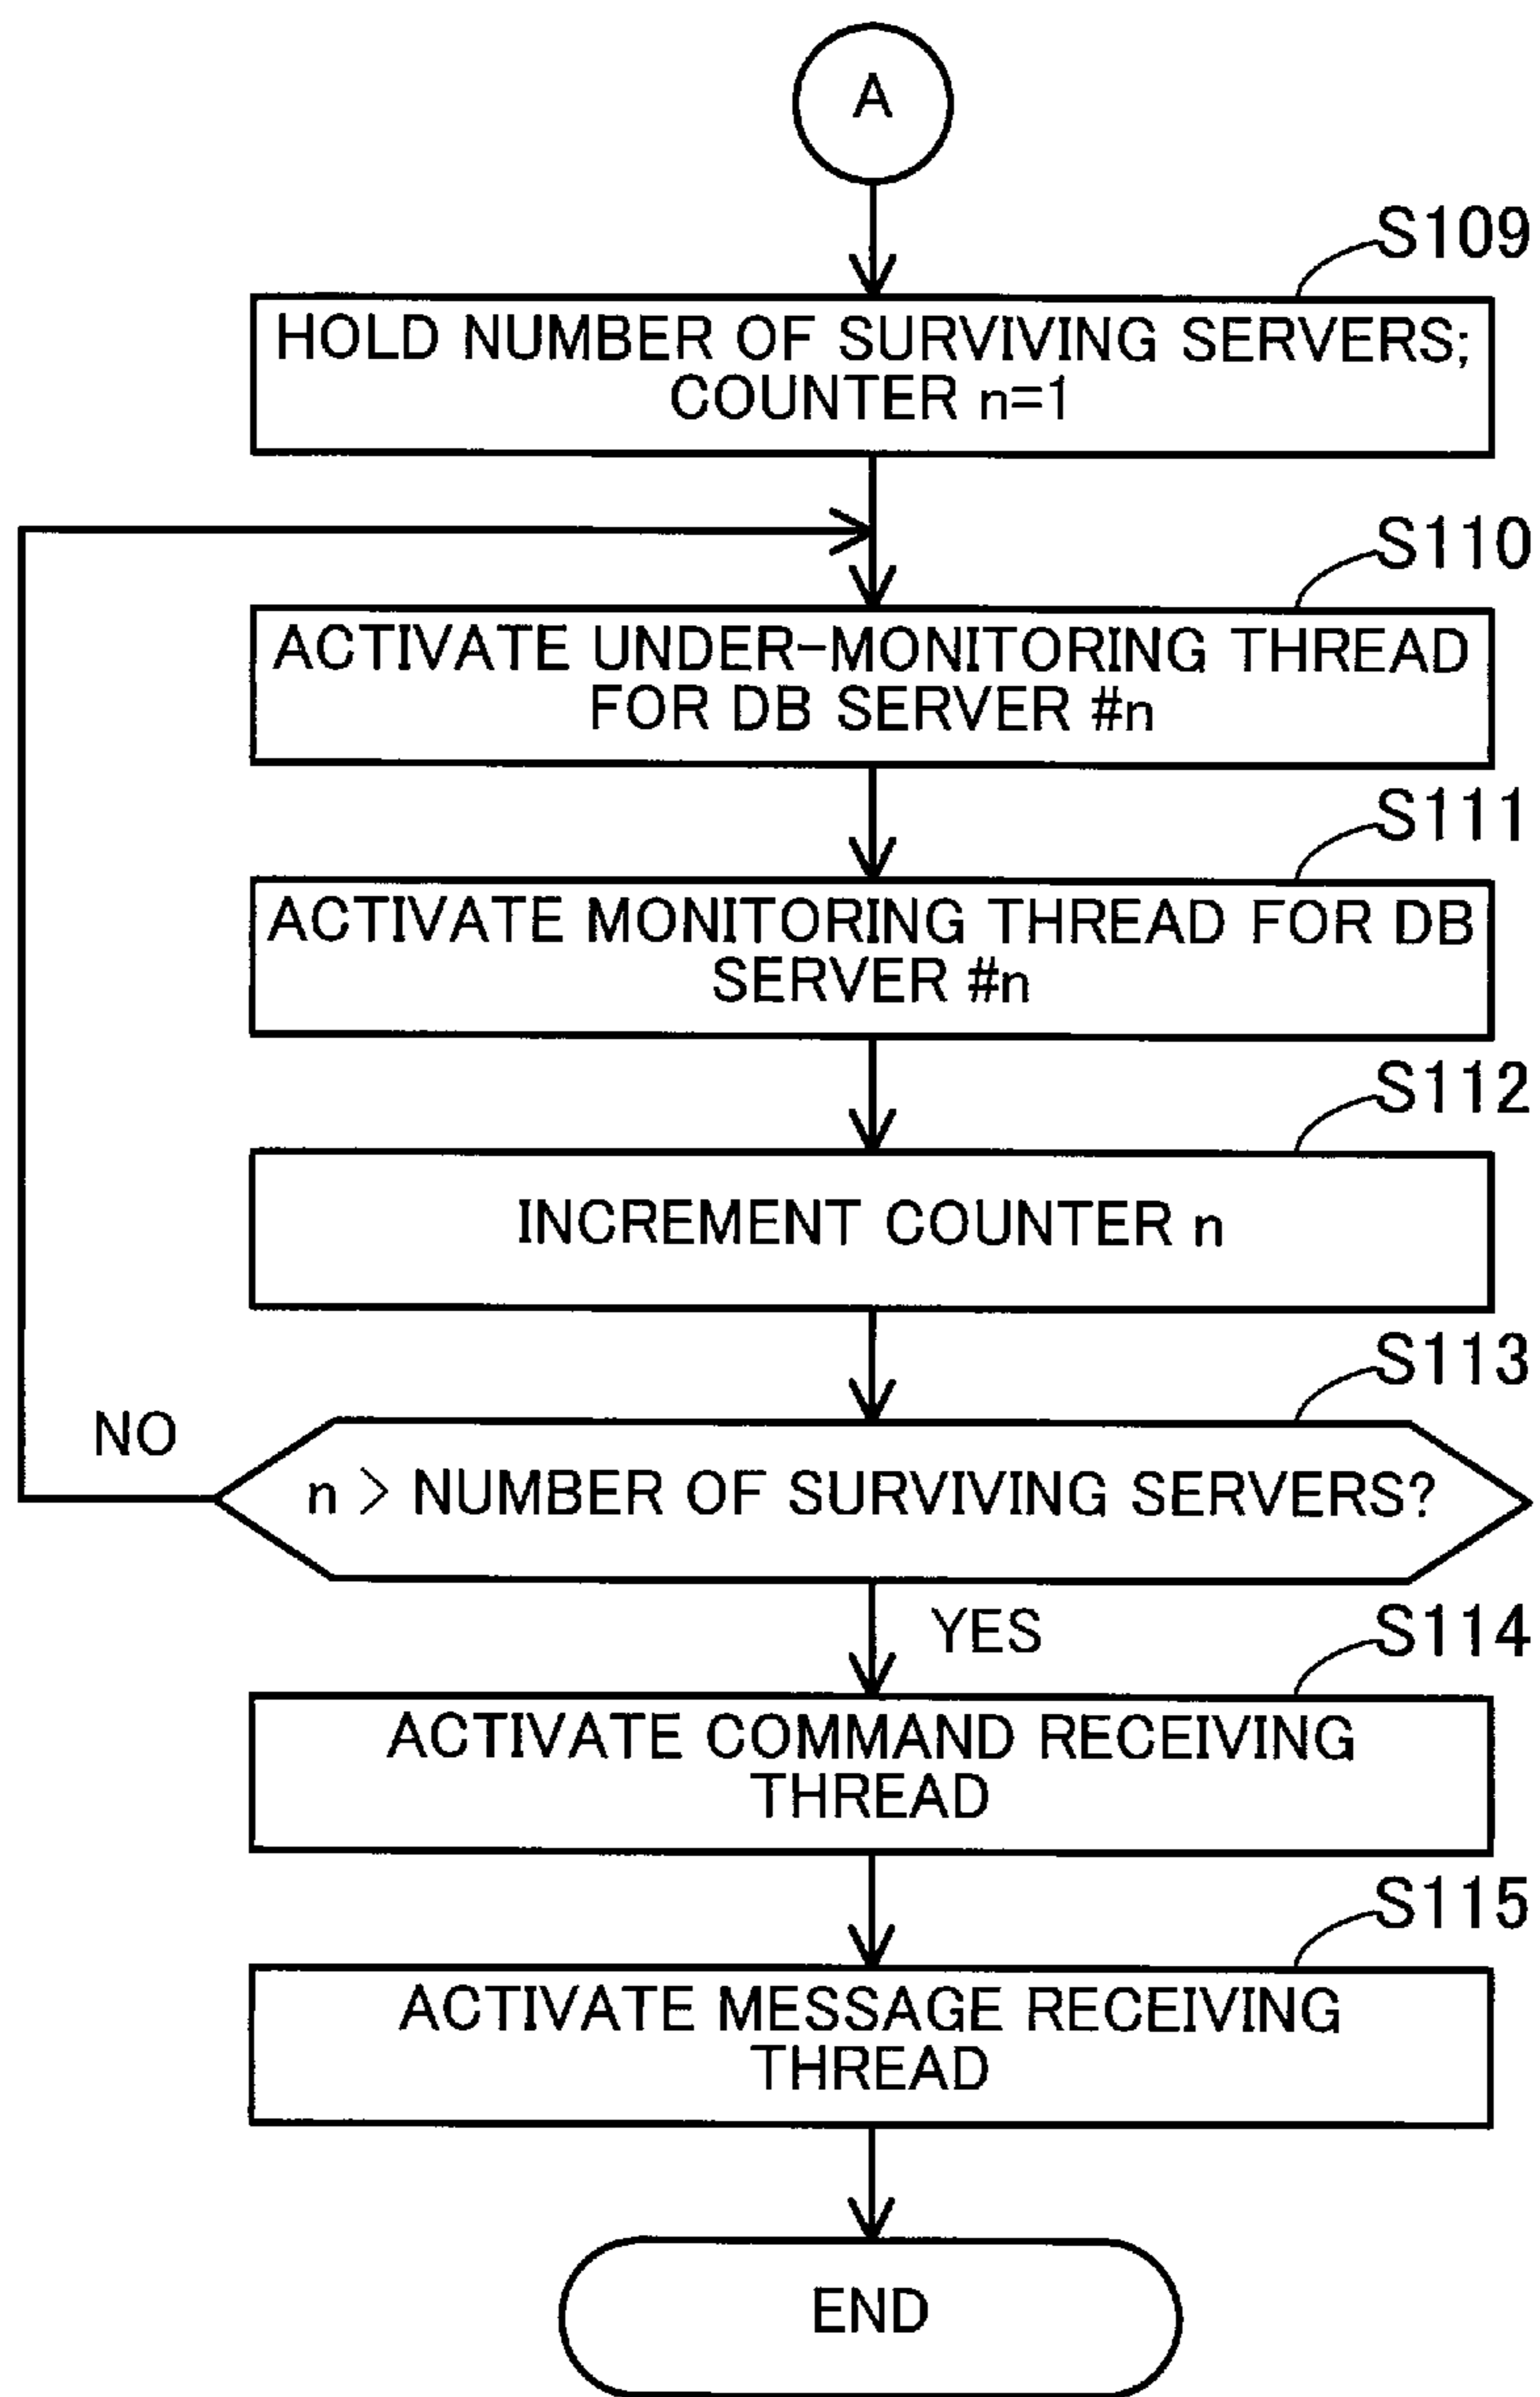 A
S109
HOLD NUMBER OF SURVIVING SERVERS;
COUNTER n=1
S110
ACTIVATE UNDER-MONITORING THREAD
FOR DB SERVER #n
S111
ACTIVATE MONITORING THREAD FOR DB
SERVER #n
S112
INCREMENT COUNTER n
S113
NO
n > NUMBER OF SURVIVING SERVERS?
YES
S114
ACTIVATE COMMAND RECEIVING
THREAD
S115
ACTIVATE MESSAGE RECEIVING
THREAD
END